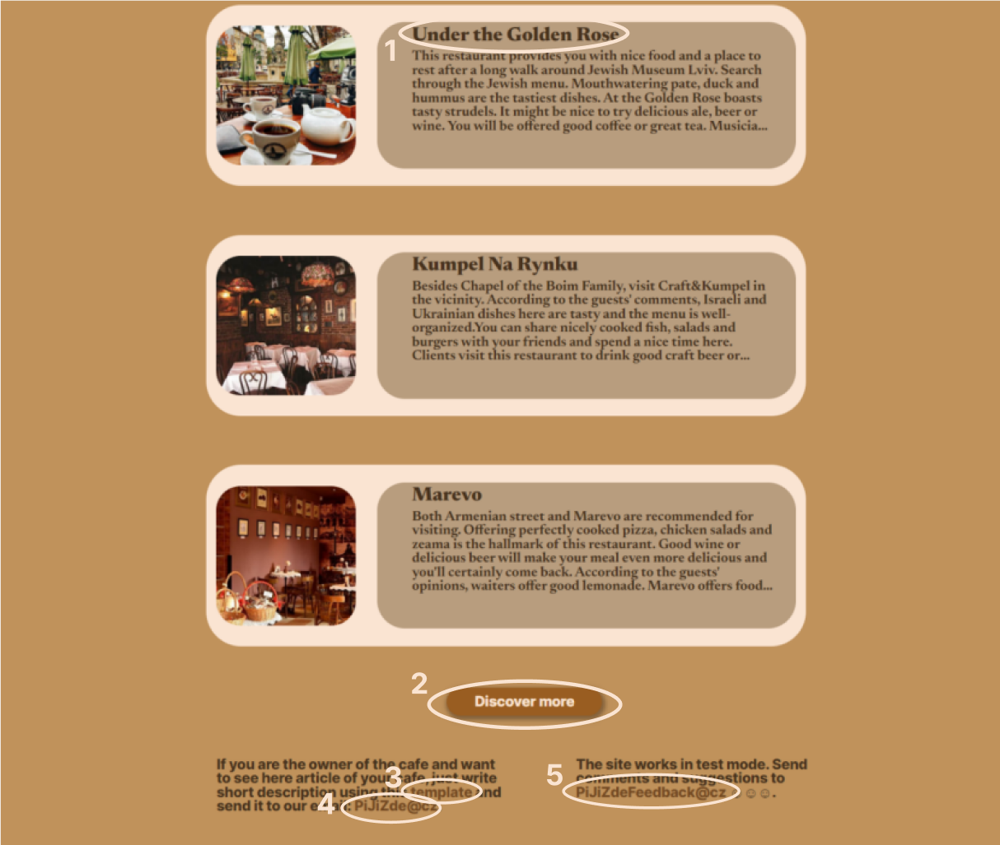 1
Under the Golden Rose
This restaurant provides you with nice food and a place to
rest after a long walk around Jewish Museum Lviv. Search
through the Jewish menu. Mouthwatering pate, duck and
hummus are the tastiest dishes. At the Golden Rose boasts
tasty strudels. It might be nice to try delicious ale, beer or
wine. You will be offered good coffee or great tea. Musicia...
Kumpel Na Rynku
Besides Chapel of the Boim Family, visit Craft&Kumpel in
the vicinity. According to the guests' comments, Israeli and
Ukrainian dishes here are tasty and the menu is well-
organized.You can share nicely cooked fish, salads and
burgers with your friends and spend a nice time here.
Clients visit this restaurant to drink good craft beer or...
Marevo
Both Armenian street and Marevo are recommended for
visiting. Offering perfectly cooked pizza, chicken salads and
zeama is the hallmark of this restaurant. Good wine or
delicious beer will make your meal even more delicious and
you'll certainly come back. According to the guests'
opinions, waiters offer good lemonade. Marevo offers food...
2
Discover more
If you are the owner of the cafe and want
to see here article of your cafe,just write
3
short description using this template and
4
send it to our email: PiJiZde@cz
The site works in test mode. Send
5
comments and suggestions to
PiJiZdeFeedback@cz ☺☺☺.